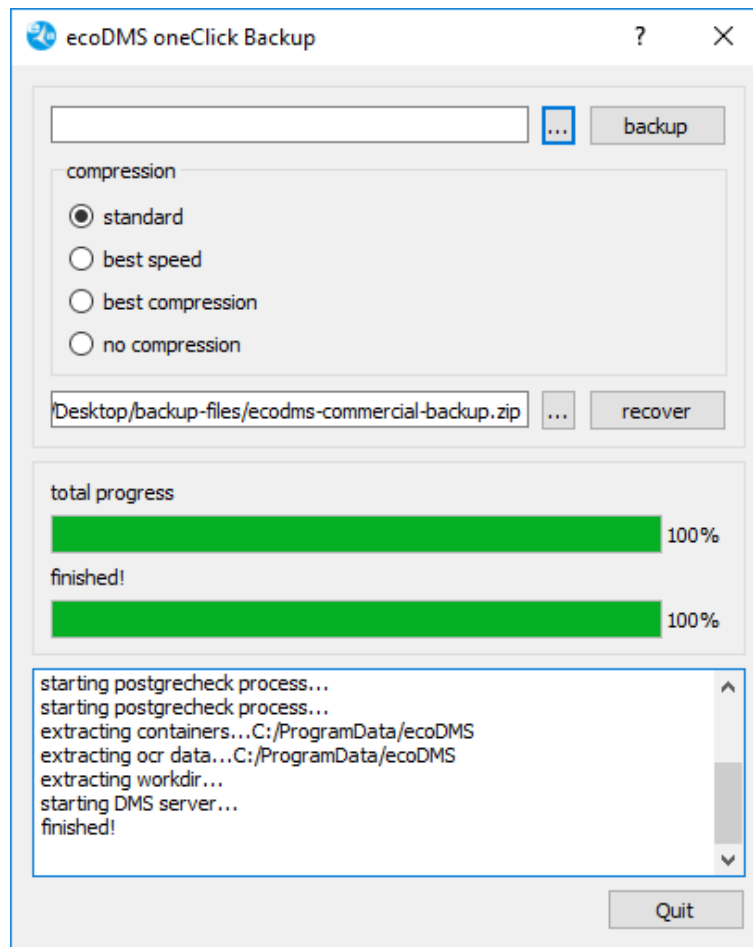 ecoDMS oneClick Backup
? ×
... backup
compression
standard
best speed
best compression
no compression
/Desktop/backup-files/ecodms-commercial-backup.zip ... recover
total progress
100%
finished!
100%
starting postgrecheck process...
starting postgrecheck process...
extracting containers...C:/ProgramData/ecoDMS
extracting ocr data...C:/ProgramData/ecoDMS
extracting workdir...
starting DMS server...
finished!
Quit